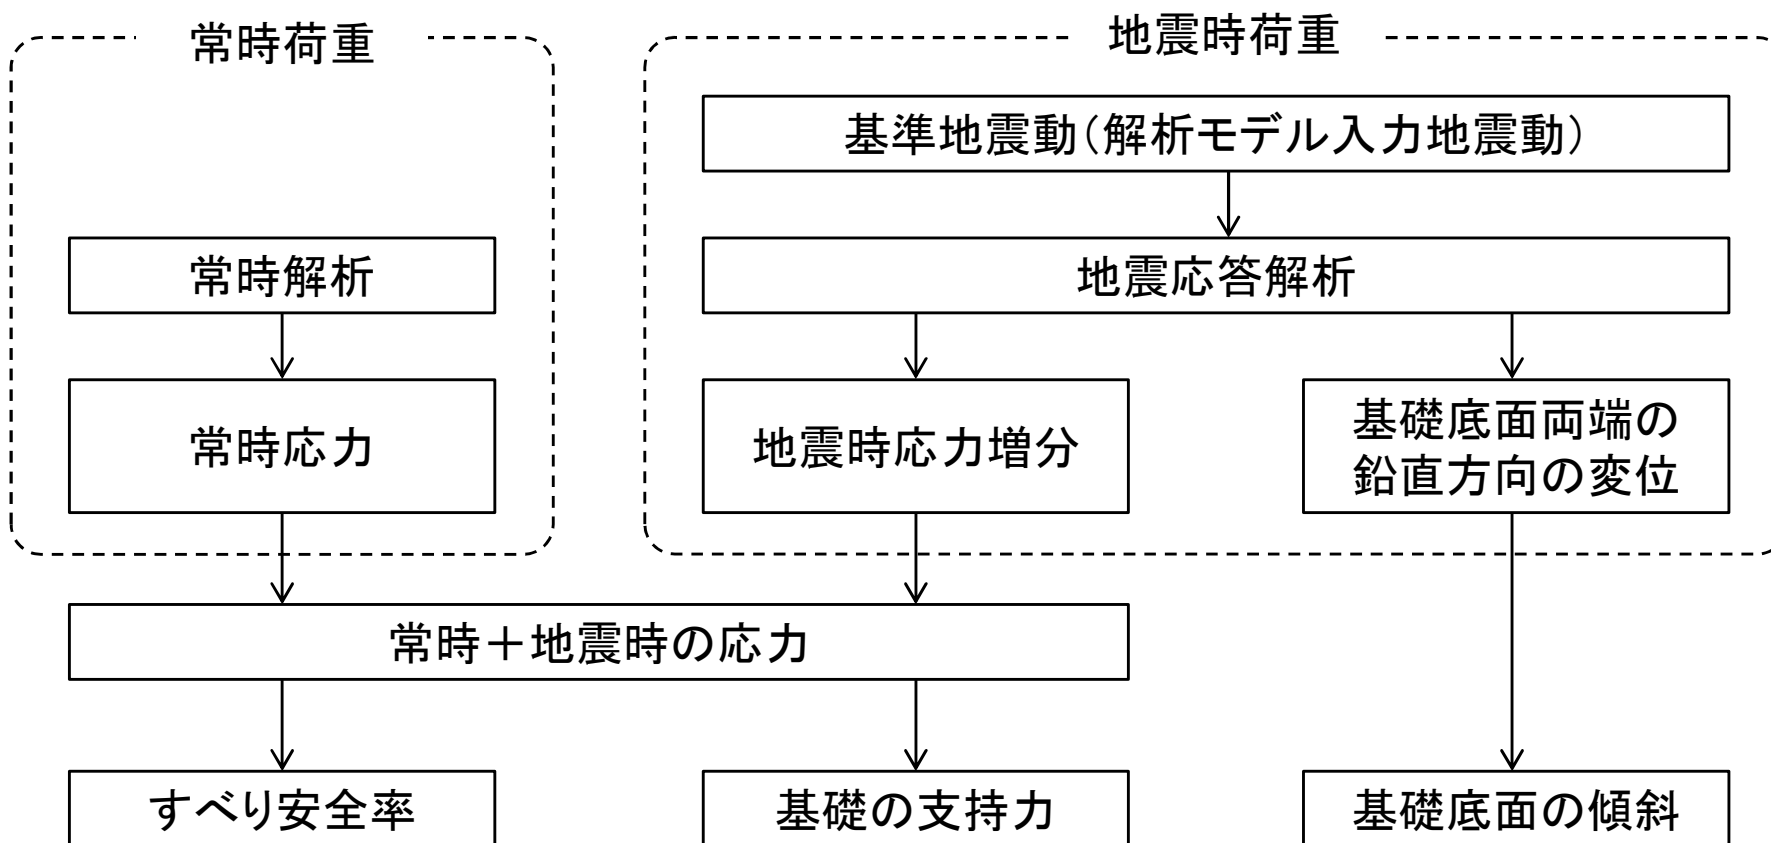 常時荷重
地震時荷重
基準地震動（解析モデル入力地震動）
常時解析
地震応答解析
常時応力
地震時応力増分
基礎底面両端の
鉛直方向の変位
常時＋地震時の応力
すべり安全率
基礎の支持力
基礎底面の傾斜